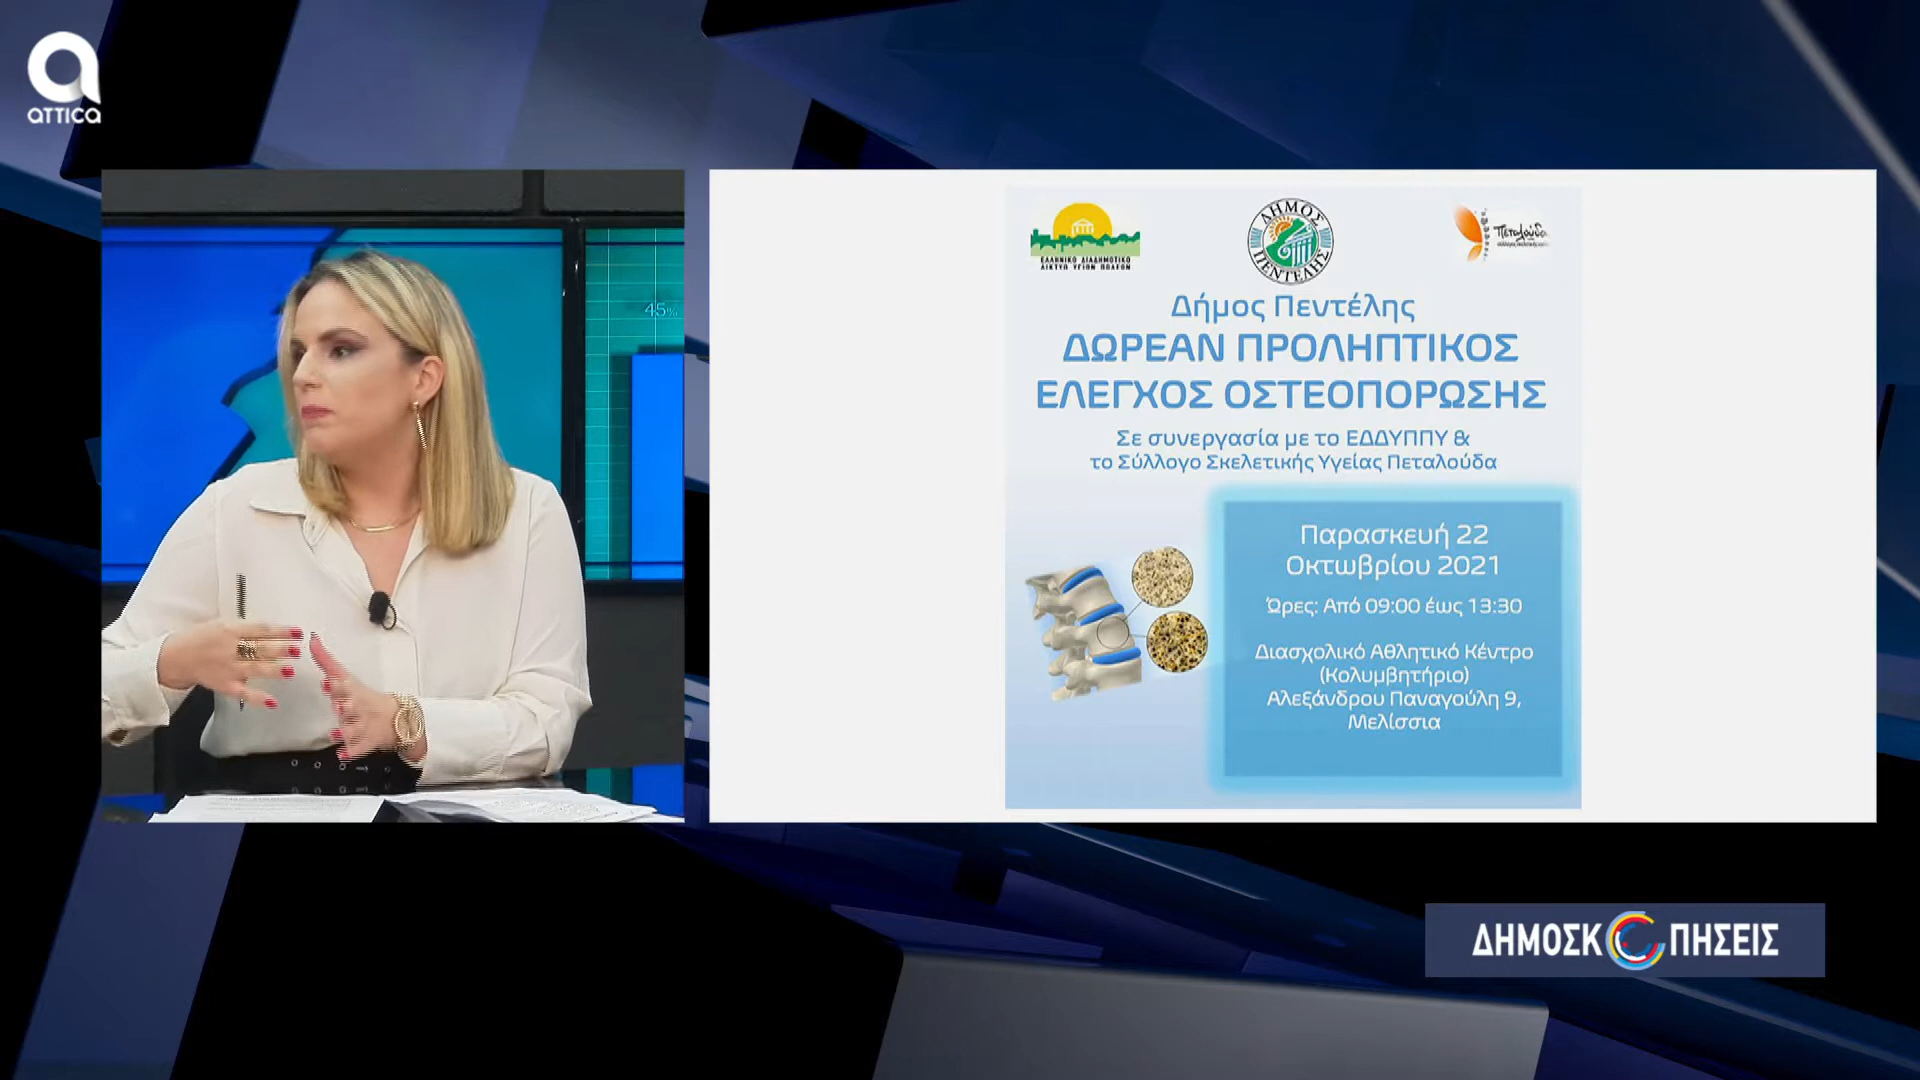 αττιca
45%
ΕΛΛΗΝΙΚΟ ΔΙΑΔΗΜΟΤΙΚΟ
ΔΙΚΤΥΟ ΥΓΙΩΝ ΠΟΛΕΩΝ
ΔΗΜΟΣ
ΠΕΝΤΕΛΗΣ
Πεταλούδα
Δήμος Πεντέλης
ΔΩΡΕΑΝ ΠΡΟΛΗΠΤΙΚΟΣ
ΕΛΕΓΧΟΣ ΟΣΤΕΟΠΟΡΩΣΗΣ
Σε συνεργασία με το ΕΔΔΥΠΠΥ &
το Σύλλογο Σκελετικής Υγείας Πεταλούδα
Παρασκευή 22
Οκτωβρίου 2021
Ώρες: Από 09:00 έως 13:30
Διασχολικό Αθλητικό Κέντρο
(Κολυμβητήριο)
Αλεξάνδρου Παναγούλη 9,
Μελίσσια
ΔΗΜΟΣΚΟΠΗΣΕΙΣ